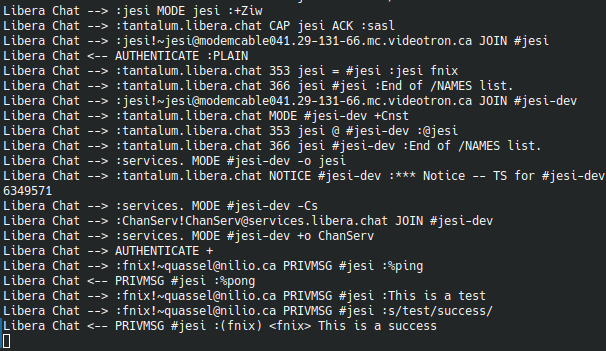 Libera Chat --> :jesi MODE jesi :+Ziw
Libera Chat --> :tantalum.libera.chat CAP jesi ACK :sasl
Libera Chat --> :jesi!~jesi@modemcable041.29-131-66.mc.videotron.ca JOIN #jesi
Libera Chat <-- AUTHENTICATE :PLAIN
Libera Chat --> :tantalum.libera.chat 353 jesi = #jesi :jesi fnix
Libera Chat --> :tantalum.libera.chat 366 jesi #jesi :End of /NAMES list.
Libera Chat --> :jesi!~jesi@modemcable041.29-131-66.mc.videotron.ca JOIN #jesi-dev
Libera Chat --> :tantalum.libera.chat MODE #jesi-dev +Cnst
Libera Chat --> :tantalum.libera.chat 353 jesi @ #jesi-dev :@jesi
Libera Chat --> :tantalum.libera.chat 366 jesi #jesi-dev :End of /NAMES list.
Libera Chat --> :services. MODE #jesi-dev -o jesi
Libera Chat --> :tantalum.libera.chat NOTICE #jesi-dev :*** Notice -- TS for #jesi-dev
6349571
Libera Chat --> :services. MODE #jesi-dev -Cs
Libera Chat --> :ChanServ!ChanServ@services.libera.chat JOIN #jesi-dev
Libera Chat --> :services. MODE #jesi-dev +o ChanServ
Libera Chat --> AUTHENTICATE +
Libera Chat --> :fnix!~quassel@nilio.ca PRIVMSG #jesi :%ping
Libera Chat <-- PRIVMSG #jesi :%pong
Libera Chat --> :fnix!~quassel@nilio.ca PRIVMSG #jesi :This is a test
Libera Chat --> :fnix!~quassel@nilio.ca PRIVMSG #jesi :s/test/success/
Libera Chat <-- PRIVMSG #jesi :(fnix) <fnix> This is a success